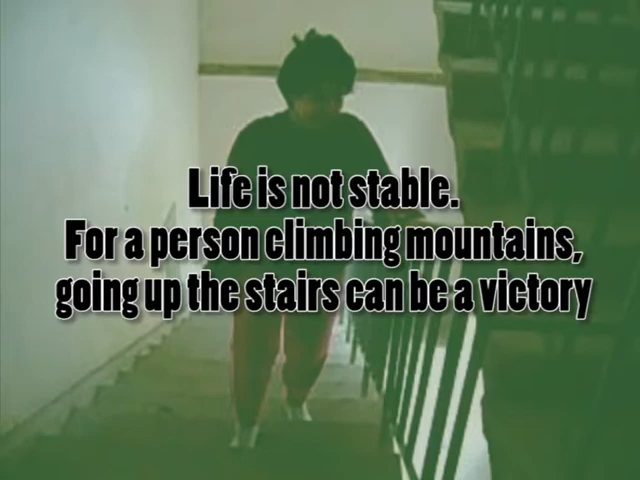 Life is not stable.
For a person climbing mountains,
going up the stairs can be a victory